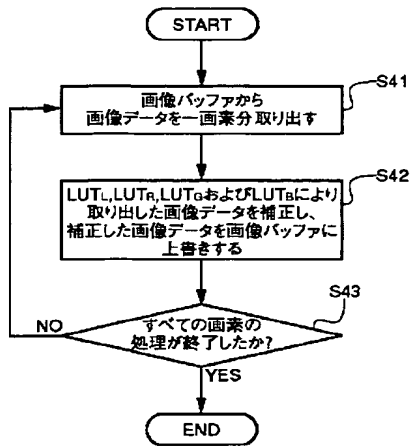 START
S41
画像バッファから
画像データを一画素分取り出す
S42
LUTL,LUTR,LUTGおよびLUTBにより
取り出した画像データを補正し、
補正した画像データを画像バッファに
上書きする
S43
NO
すべての画素の
処理が終了したか?
YES
END